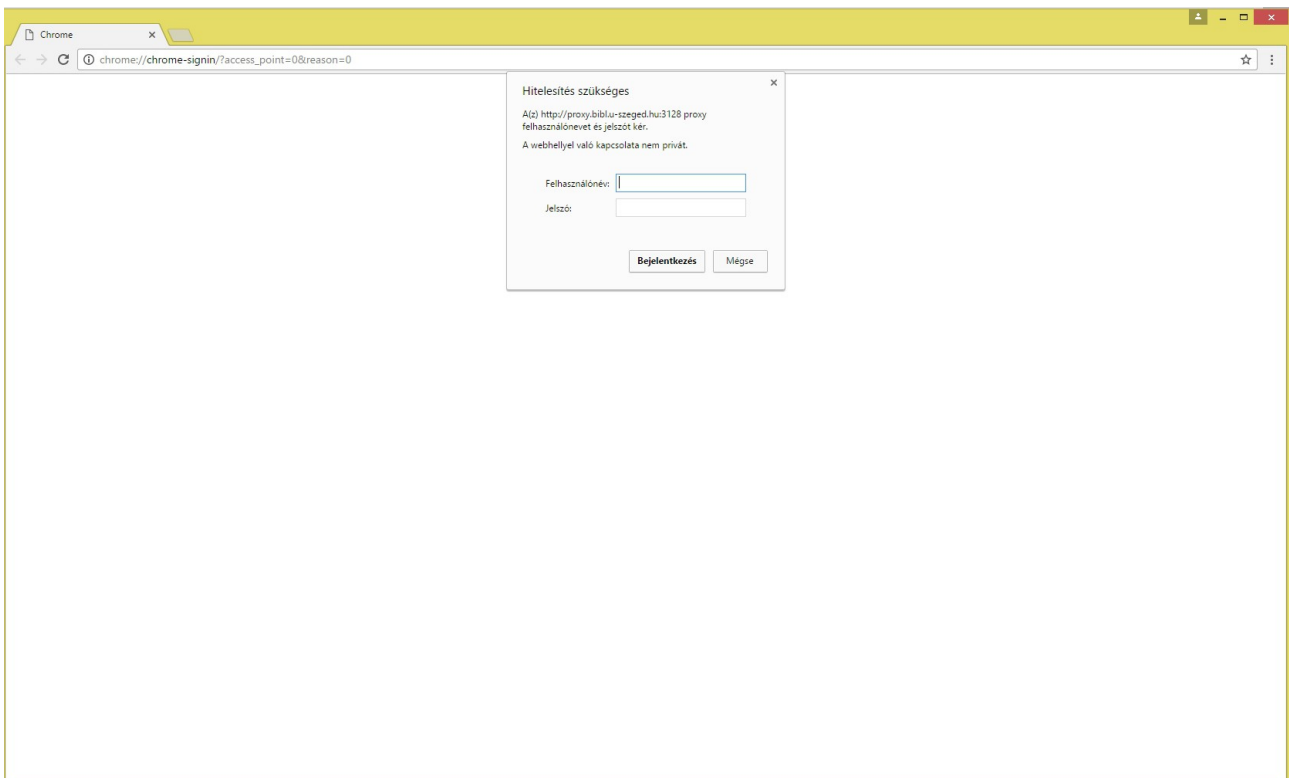 Chrome
chrome://chrome-signin/?access_point=0&reason=0
Hitelesítés szükséges
A(z) http://proxy.bibl.u-szeged.hu:3128 proxy
felhasználónevet és jelszót kér.
A webhellyel való kapcsolata nem privát.
Felhasználónév:
Jelszó:
Bejelentkezés Mégse